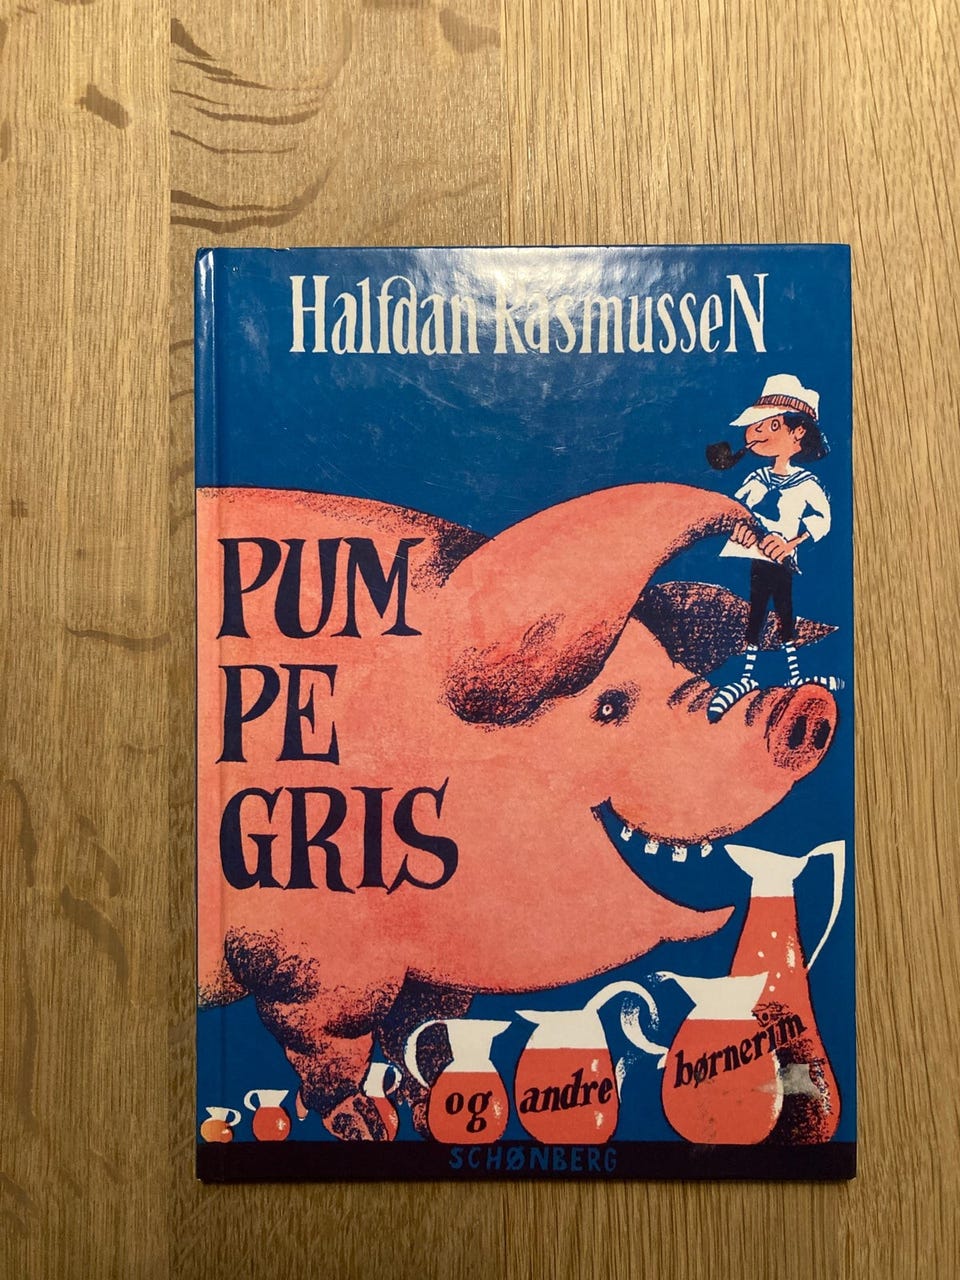 Halfdan Rasmussen
PUM
PE
GRIS
og andre børnerim
SCHØNBERG